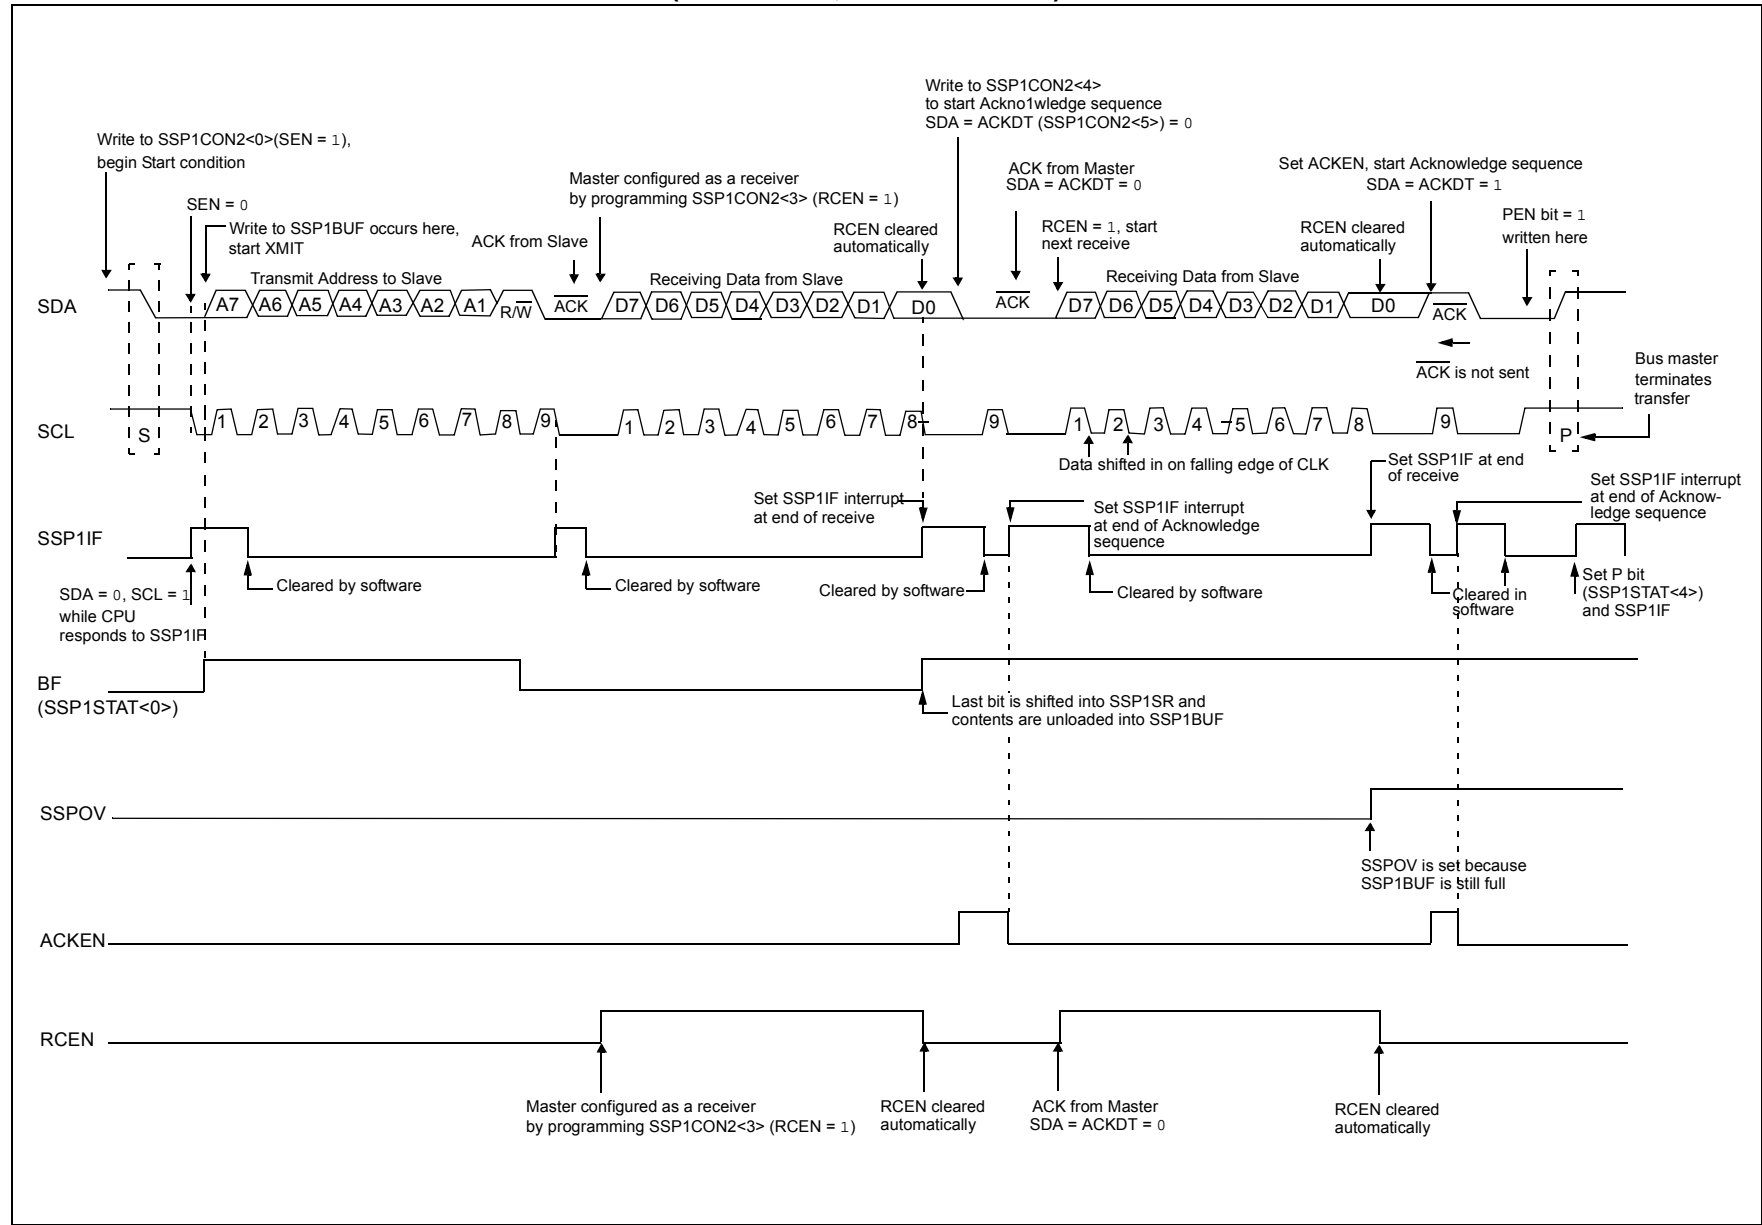 Write to SSP1CON2<4>
to start Ackno1wledge sequence
SDA = ACKDT (SSP1CON2<5>) = 0
Write to SSP1CON2<0>(SEN = 1),
begin Start condition
ACK from Master
SDA = ACKDT = 0
Set ACKEN, start Acknowledge sequence
SDA = ACKDT = 1
Master configured as a receiver
by programming SSP1CON2<3> (RCEN = 1)
SEN = 0
Write to SSP1BUF occurs here,
start XMIT
ACK from Slave
RCEN cleared
automatically
RCEN = 1, start
next receive
RCEN cleared
automatically
PEN bit = 1
written here
Transmit Address to Slave
Receiving Data from Slave
Receiving Data from Slave
SDA
A7 A6 A5 A4 A3 A2 A1 R/W ACK D7 D6 D5 D4 D3 D2 D1 D0 ACK D7 D6 D5 D4 D3 D2 D1 D0 ACK
ACK is not sent
Bus master
terminates
transfer
SCL
S 1 2 3 4 5 6 7 8 9 1 2 3 4 5 6 7 8 9 1 2 3 4 5 6 7 8 9 P
Data shifted in on falling edge of CLK
Set SSP1IF at end
of receive
Set SSP1IF interrupt
at end of receive
Set SSP1IF interrupt
at end of Acknowledge
sequence
Set SSP1IF interrupt
at end of Acknow-
ledge sequence
SSP1IF
SDA = 0, SCL = 1
while CPU
responds to SSP1IF
Cleared by software
Cleared by software
Cleared by software
Cleared by software
Cleared in
software
Set P bit
(SSP1STAT<4>)
and SSP1IF
BF
(SSP1STAT<0>)
Last bit is shifted into SSP1SR and
contents are unloaded into SSP1BUF
SSPOV
SSPOV is set because
SSP1BUF is still full
ACKEN
RCEN
Master configured as a receiver
by programming SSP1CON2<3> (RCEN = 1)
RCEN cleared
automatically
ACK from Master
SDA = ACKDT = 0
RCEN cleared
automatically